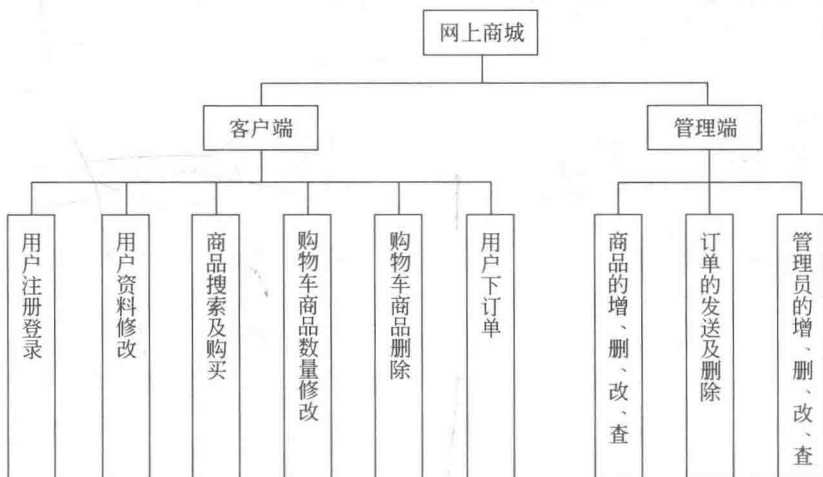 网上商城
客户端
管理端
用户注册登录
用户资料修改
商品搜索及购买
购物车商品数量修改
购物车商品删除
用户下订单
商品的增、删、改、查
订单的发送及删除
管理员的增、删、改、查